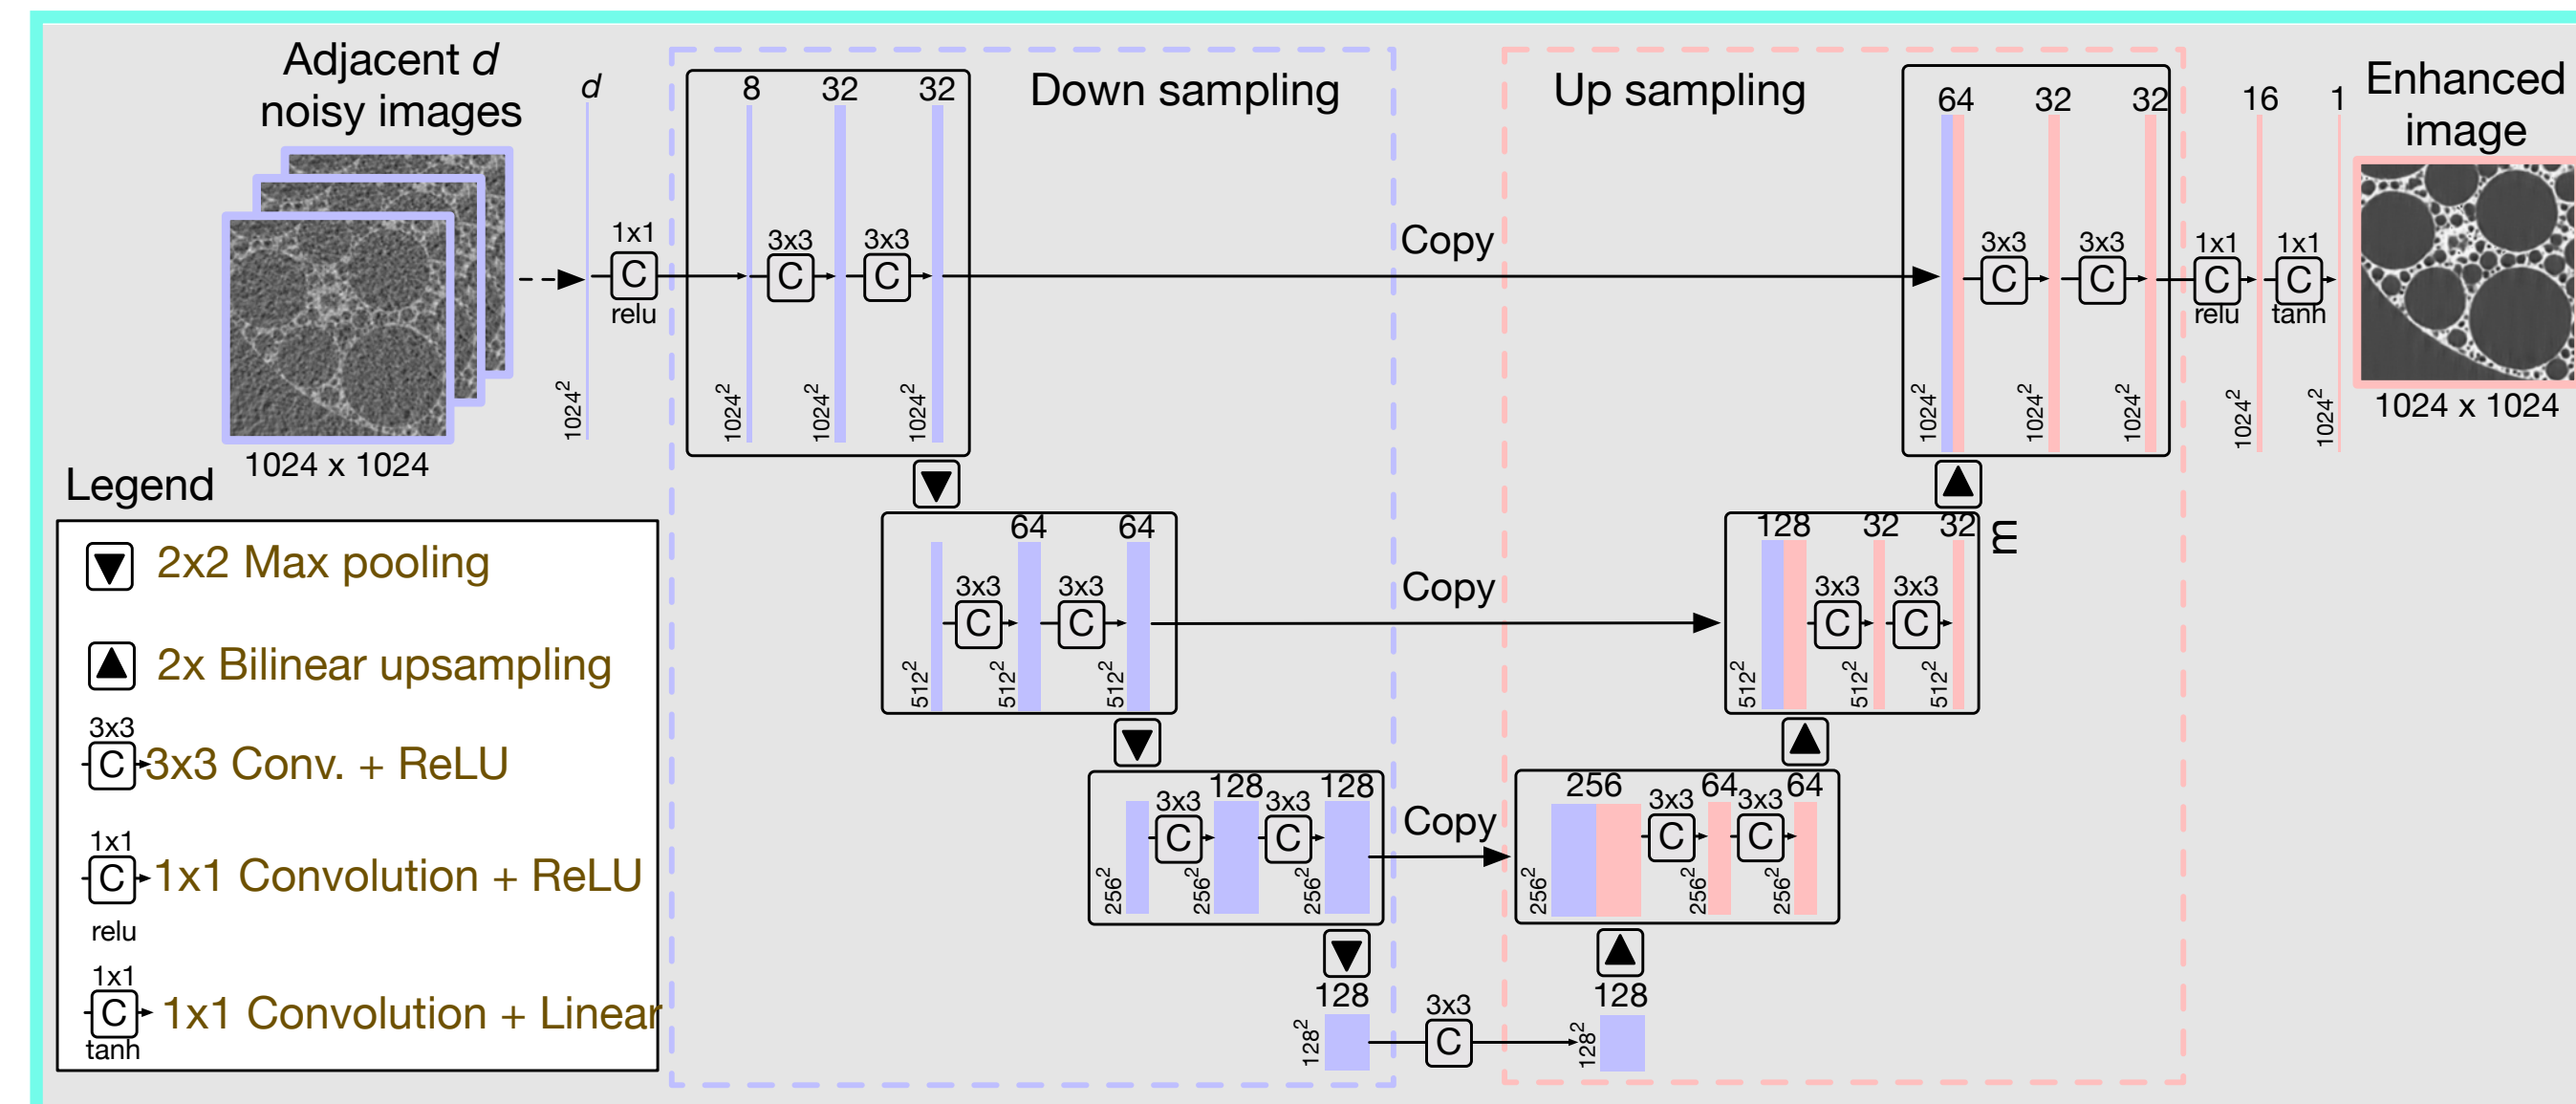 Adjacent d
noisy images
1024 x 1024
d
1024²
1x1
C
relu
Down sampling
8 32 32
3x3 3x3
C C
1024² 1024² 1024²
Copy
Up sampling
64 32 32
3x3 3x3
C C
1024² 1024² 1024²
16 1
1x1 1x1
C C
relu tanh
1024² 1024²
Enhanced
image
1024 x 1024
64 64
3x3 3x3
C C
512² 512² 512²
Copy
128 32 32
3x3 3x3
C C
512² 512² 512²
m
128 128
3x3 3x3
C C
256² 256² 256²
Copy
256 64 64
3x3 3x3
C C
256² 256² 256²
128
128²
3x3
C
128
128²
Legend
2x2 Max pooling
2x Bilinear upsampling
3x3
C 3x3 Conv. + ReLU
1x1
C 1x1 Convolution + ReLU
relu
1x1
C 1x1 Convolution + Linear
tanh